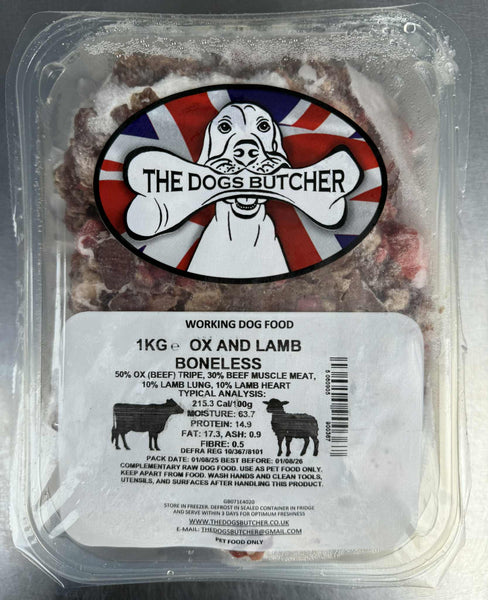 THE DOGS BUTCHER
WORKING DOG FOOD
1KG e OX AND LAMB
BONELESS
50% OX (BEEF) TRIPE, 30% BEEF MUSCLE MEAT,
10% LAMB LUNG, 10% LAMB HEART
TYPICAL ANALYSIS:
215.3 Cal/100g
MOISTURE: 63.7
PROTEIN: 14.9
FAT: 17.3, ASH: 0.9
FIBRE: 0.5
DEFRA REG 10/367/8101
PACK DATE: 01/08/25 BEST BEFORE: 01/08/26
COMPLEMENTARY RAW DOG FOOD. USE AS PET FOOD ONLY.
KEEP APART FROM FOOD. WASH HANDS AND CLEAN TOOLS,
UTENSILS, AND SURFACES AFTER HANDLING THIS PRODUCT.
GB071E4020
STORE IN FREEZER. DEFROST IN SEALED CONTAINER IN FRIDGE
AND SERVE WITHIN 3 DAYS FOR OPTIMUM FRESHNESS
WWW.THEDOGSBUTCHER.CO.UK
E-MAIL: THEDOGSBUTCHER@GMAIL.COM
PET FOOD ONLY